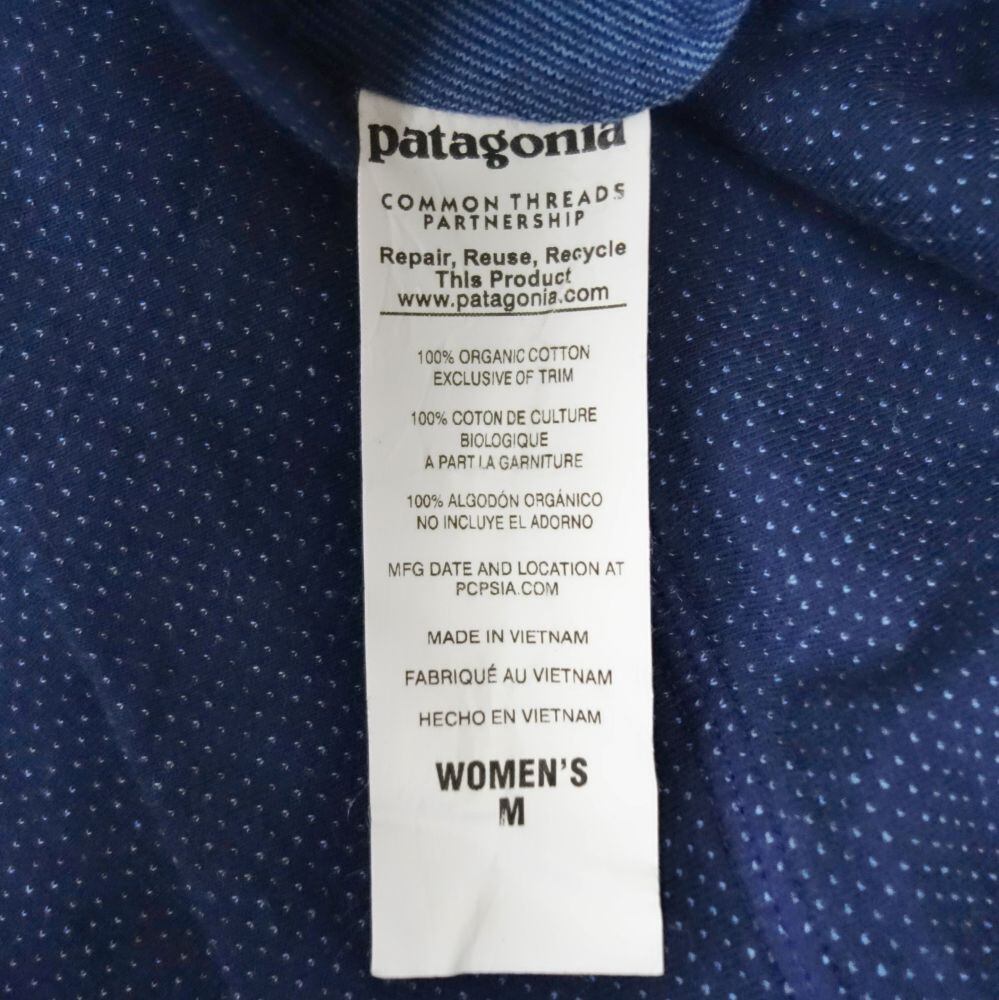 patagonia
COMMON THREADS
PARTNERSHIP
Repair, Reuse, Recycle
This Product
www.patagonia.com
100% ORGANIC COTTON
EXCLUSIVE OF TRIM
100% COTON DE CULTURE
BIOLOGIQUE
A PART LA GARNITURE
100% ALGODÓN ORGÁNICO
NO INCLUYE EL ADORNO
MFG DATE AND LOCATION AT
PCPSIA.COM
MADE IN VIETNAM
FABRIQUÉ AU VIETNAM
HECHO EN VIETNAM
WOMEN'S
M